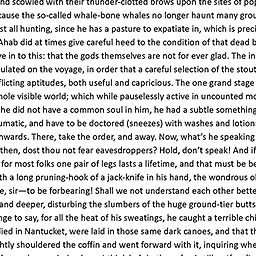 nd scowled with their thunder-clotted brows upon the sites of pop
cause the so-called whale-bone whales no longer haunt many grou
st all hunting, since he has a pasture to expatiate in, which is preci
Ahab did at times give careful heed to the condition of that dead b
ve in to this: that the gods themselves are not for ever glad. The in
ulated on the voyage, in order that a careful selection of the stout
flicting aptitudes, both useful and capricious. The one grand stage
hole visible world; which while pauselessly active in uncounted mo
he did not have a common soul in him, he had a subtle something
umatic, and have to be doctored (sneezes) with washes and lotion
nwards. There, take the order, and away. Now, what's he speaking
then, dost thou not fear eavesdroppers? Hold, don't speak! And if
for most folks one pair of legs lasts a lifetime, and that must be be
th a long pruning-hook of a jack-knife in his hand, the wondrous ol
e, sir—to be forbearing! Shall we not understand each other bette
and deeper, disturbing the slumbers of the huge ground-tier butts
nge to say, for all the heat of his sweatings, he caught a terrible chi
died in Nantucket, were laid in those same dark canoes, and that th
htly shouldered the coffin and went forward with it, inquiring whe